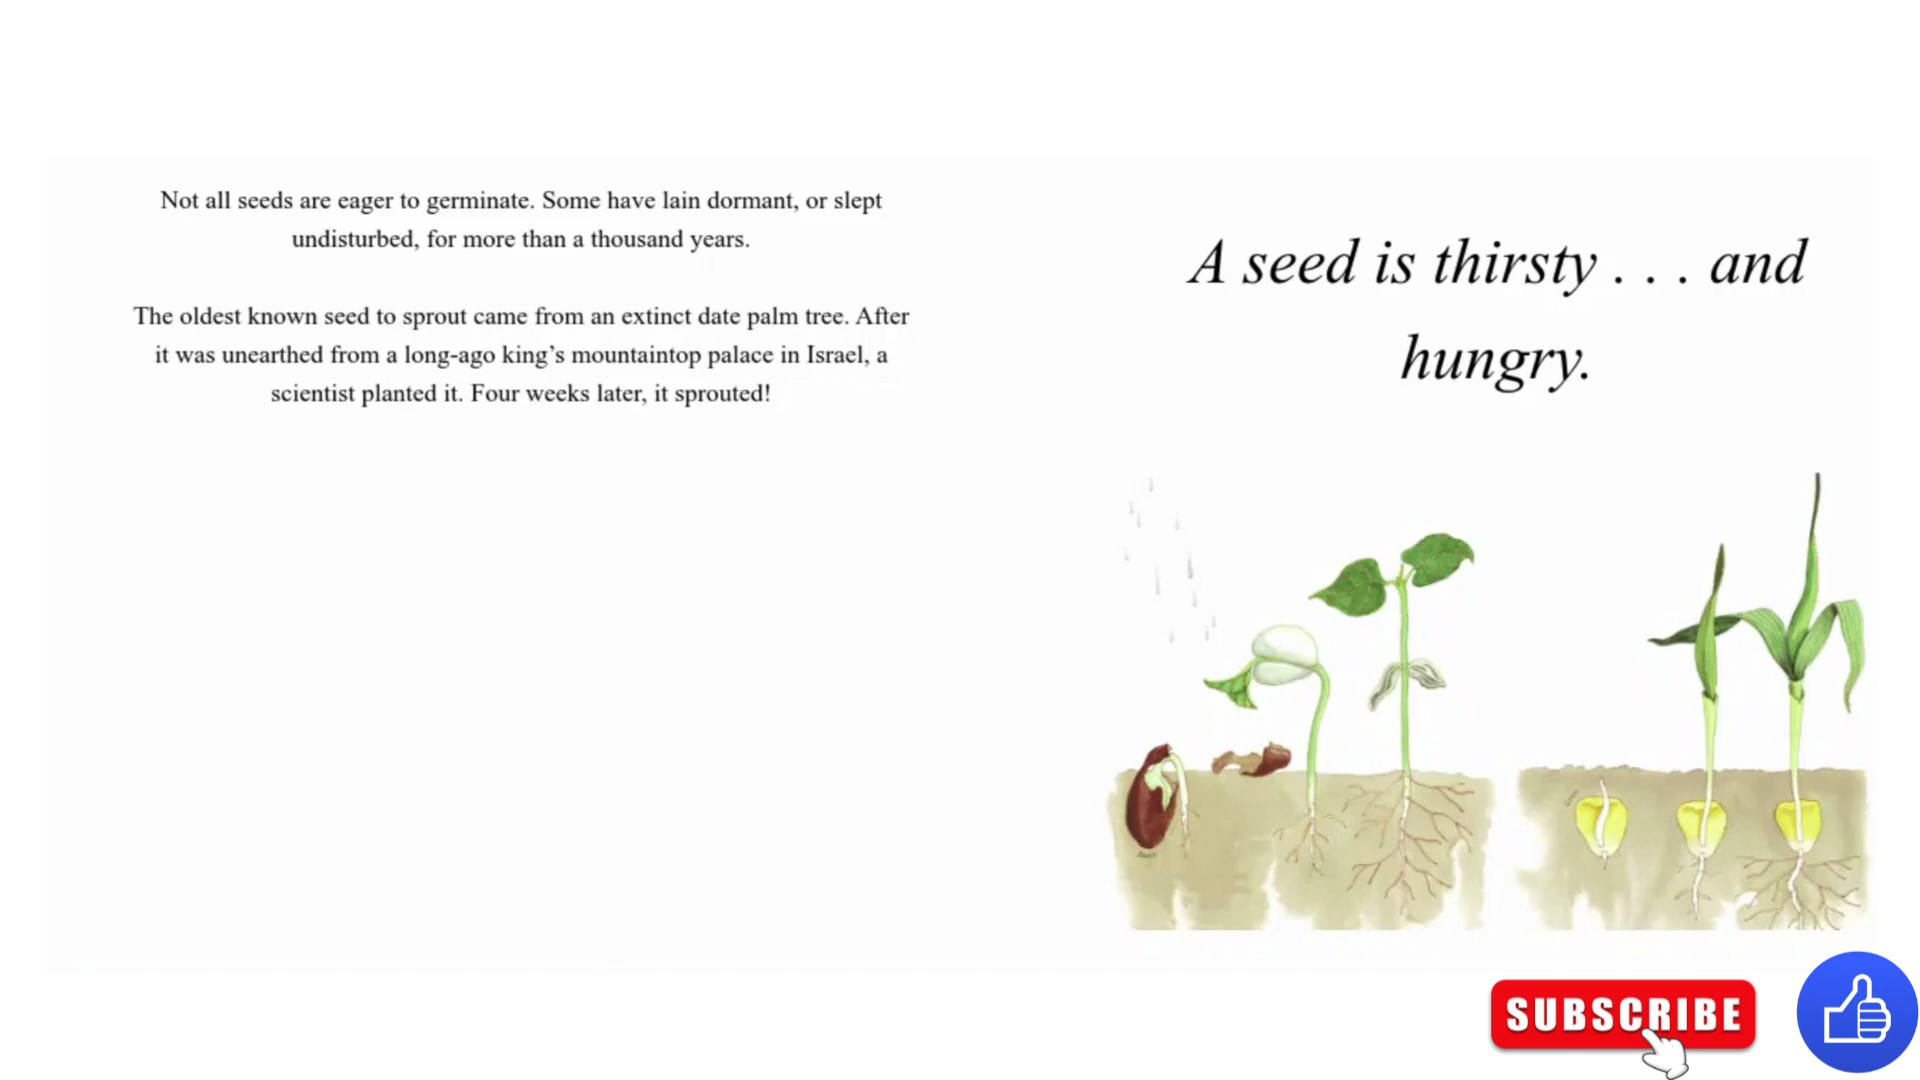 Not all seeds are eager to germinate. Some have lain dormant, or slept
undisturbed, for more than a thousand years.
The oldest known seed to sprout came from an extinct date palm tree. After
it was unearthed from a long-ago king’s mountaintop palace in Israel, a
scientist planted it. Four weeks later, it sprouted!
A seed is thirsty . . . and
hungry.
SUBSCRIBE